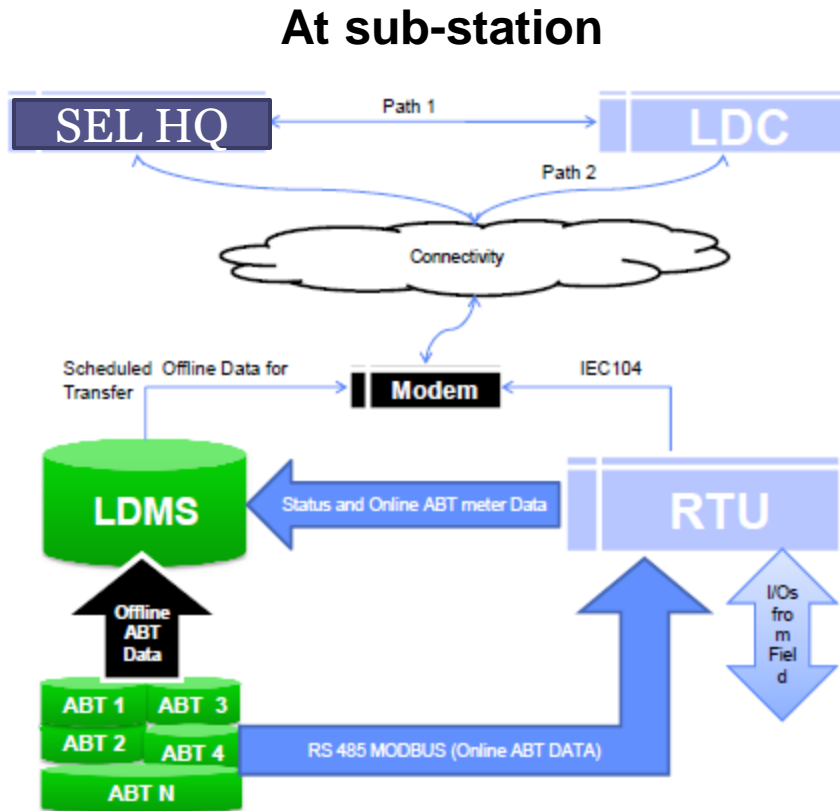 At sub-station
SEL HQ
Path 1
LDC
Path 2
Connectivity
Scheduled Offline Data for
Transfer
IEC104
Modem
LDMS
Status and Online ABT meter Data
RTU
Offline
ABT
Data
I/Os
fro
m
Fiel
d
ABT 1
ABT 3
ABT 2
ABT 4
ABT N
RS 485 MODBUS (Online ABT DATA)